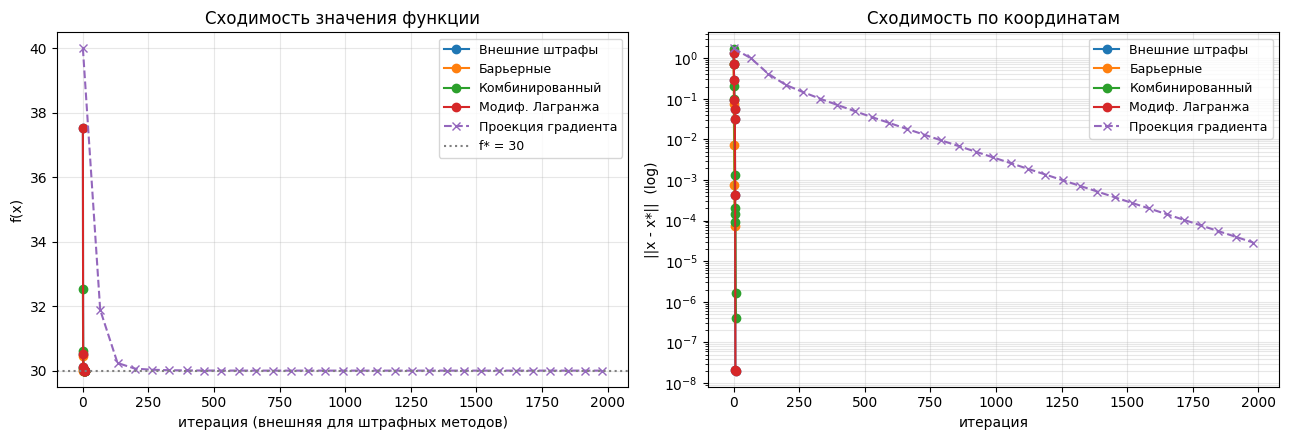 Сходимость значения функции
f(x)
40
38
36
34
32
30
Внешние штрафы
Барьерные
Комбинированный
Модиф. Лагранжа
Проекция градиента
f* = 30
0 250 500 750 1000 1250 1500 1750 2000
итерация (внешняя для штрафных методов)
Сходимость по координатам
||x - x*|| (log)
10⁰
10⁻¹
10⁻²
10⁻³
10⁻⁴
10⁻⁵
10⁻⁶
10⁻⁷
10⁻⁸
Внешние штрафы
Барьерные
Комбинированный
Модиф. Лагранжа
Проекция градиента
0 250 500 750 1000 1250 1500 1750 2000
итерация